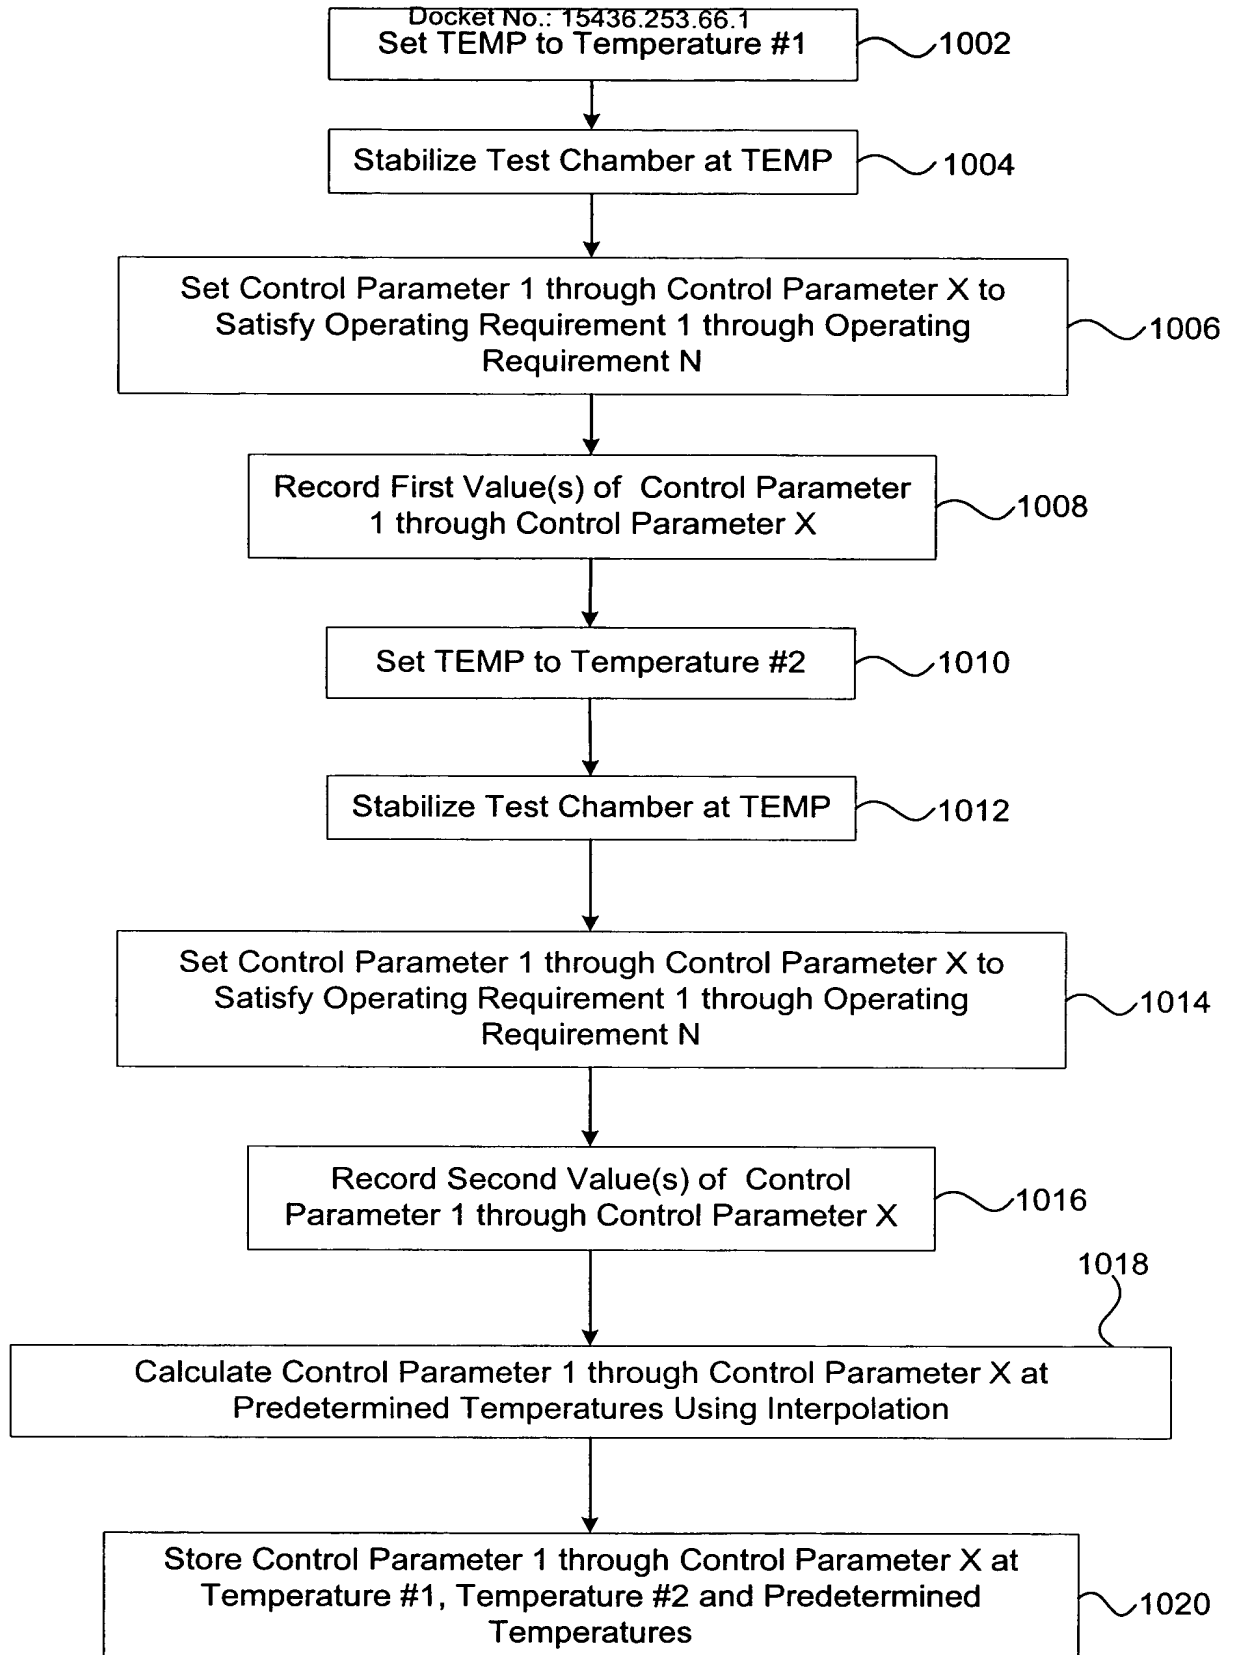 Docket No.: 15436.253.66.1
Set TEMP to Temperature #1
1002
Stabilize Test Chamber at TEMP
1004
Set Control Parameter 1 through Control Parameter X to
Satisfy Operating Requirement 1 through Operating
Requirement N
1006
Record First Value(s) of Control Parameter
1 through Control Parameter X
1008
Set TEMP to Temperature #2
1010
Stabilize Test Chamber at TEMP
1012
Set Control Parameter 1 through Control Parameter X to
Satisfy Operating Requirement 1 through Operating
Requirement N
1014
Record Second Value(s) of Control
Parameter 1 through Control Parameter X
1016
1018
Calculate Control Parameter 1 through Control Parameter X at
Predetermined Temperatures Using Interpolation
Store Control Parameter 1 through Control Parameter X at
Temperature #1, Temperature #2 and Predetermined
Temperatures
1020